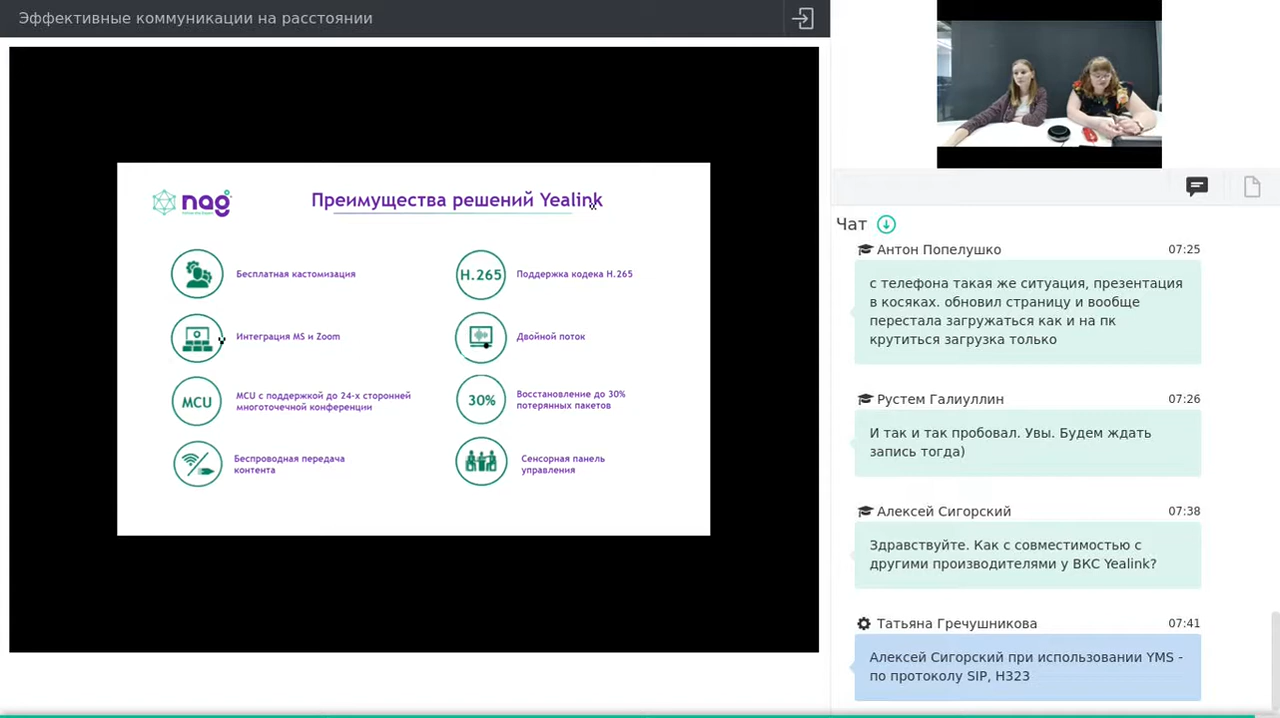 Эффективные коммуникации на расстоянии
nag
Преимущества решений Yealink
Бесплатная кастомизация
H.265
Поддержка кодека H.265
Интеграция MS и Zoom
Двойной поток
MCU
MCU с поддержкой до 24-х сторонней
многоточечной конференции
30%
Восстановление до 30%
потерянных пакетов
Беспроводная передача
контента
Сенсорная панель
управления
Чат
Антон Попелушко 07:25
с телефона такая же ситуация, презентация
в косяках. обновил страницу и вообще
перестала загружаться как и на пк
крутиться загрузка только
Рустем Галиуллин 07:26
И так и так пробовал. Увы. Будем ждать
запись тогда)
Алексей Сигорский 07:38
Здравствуйте. Как с совместимостью с
другими производителями у ВКС Yealink?
Татьяна Гречушникова 07:41
Алексей Сигорский при использовании YMS -
по протоколу SIP, H323